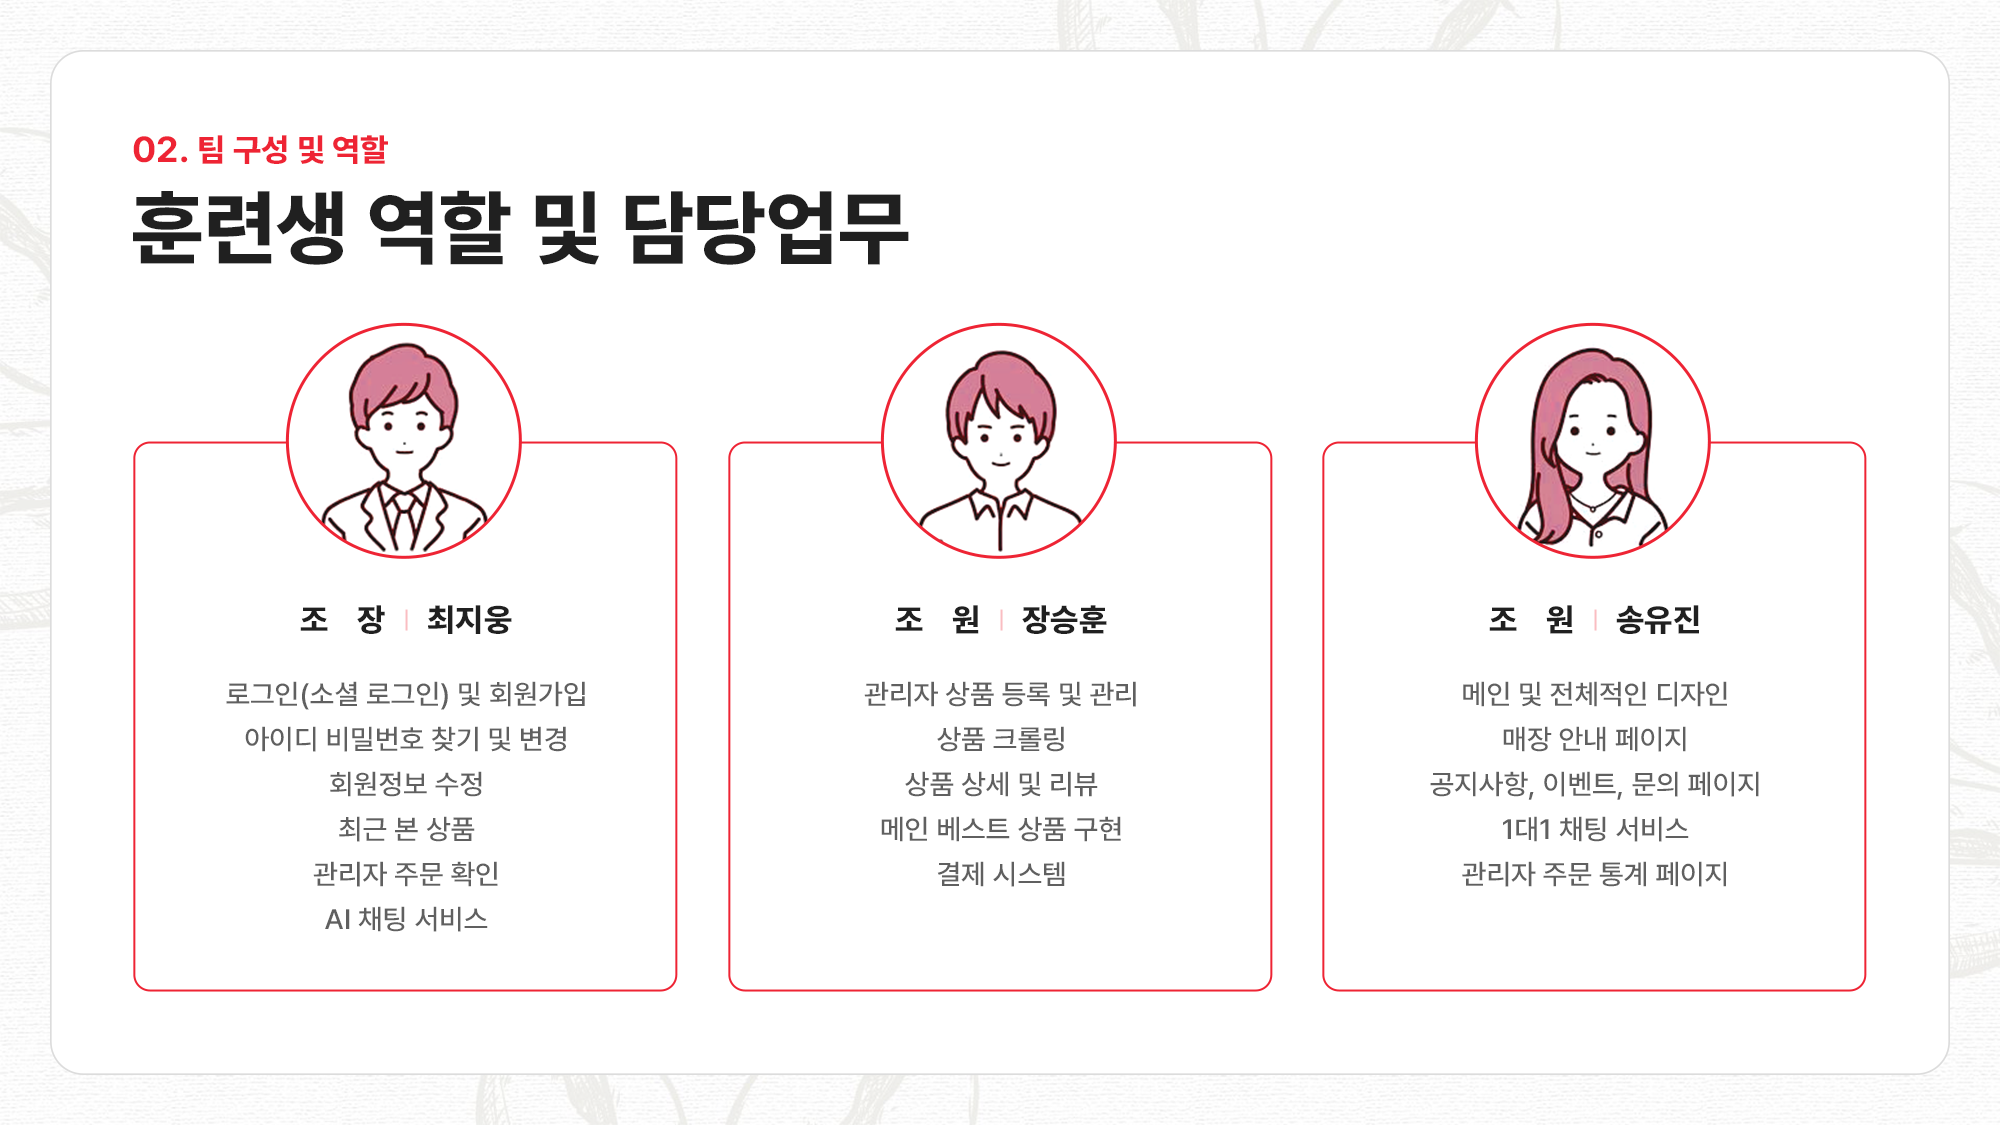 02. 팀 구성 및 역할
훈련생 역할 및 담당업무
조 장 | 최지웅
로그인(소셜 로그인) 및 회원가입
아이디 비밀번호 찾기 및 변경
회원정보 수정
최근 본 상품
관리자 주문 확인
AI 채팅 서비스
조 원 | 장승훈
관리자 상품 등록 및 관리
상품 크롤링
상품 상세 및 리뷰
메인 베스트 상품 구현
결제 시스템
조 원 | 송유진
메인 및 전체적인 디자인
매장 안내 페이지
공지사항, 이벤트, 문의 페이지
1대1 채팅 서비스
관리자 주문 통계 페이지